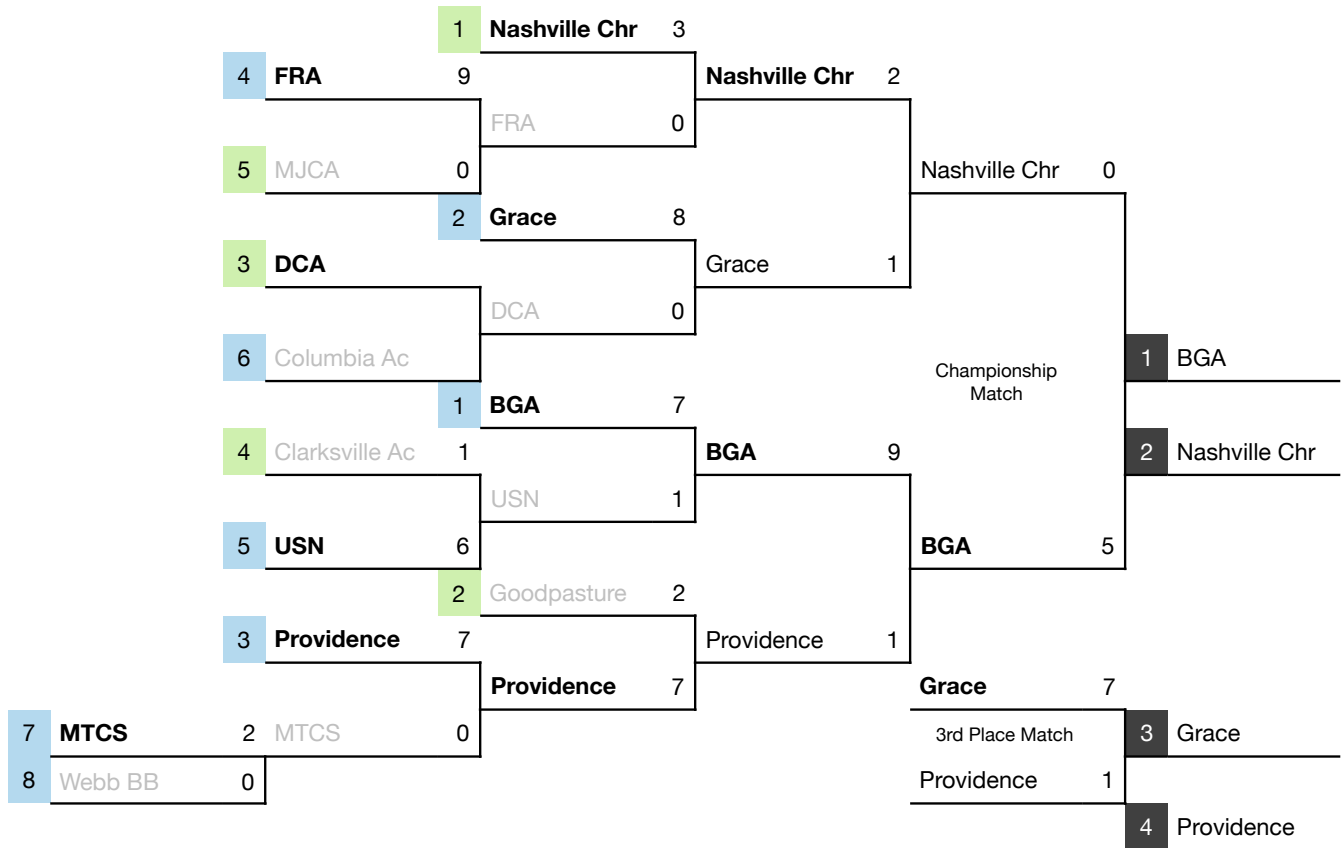 1 Nashville Chr 3
4 FRA 9 Nashville Chr 2
FRA 0
5 MJCA 0 Nashville Chr 0
2 Grace 8
3 DCA Grace 1
DCA 0
6 Columbia Ac 1 BGA
Championship
Match
1 BGA 7
4 Clarksville Ac 1 BGA 9 2 Nashville Chr
USN 1
5 USN 6 BGA 5
2 Goodpasture 2
3 Providence 7 Providence 1
Providence 7 Grace 7
7 MTCS 2 MTCS 0 3rd Place Match 3 Grace
8 Webb BB 0 Providence 1
4 Providence